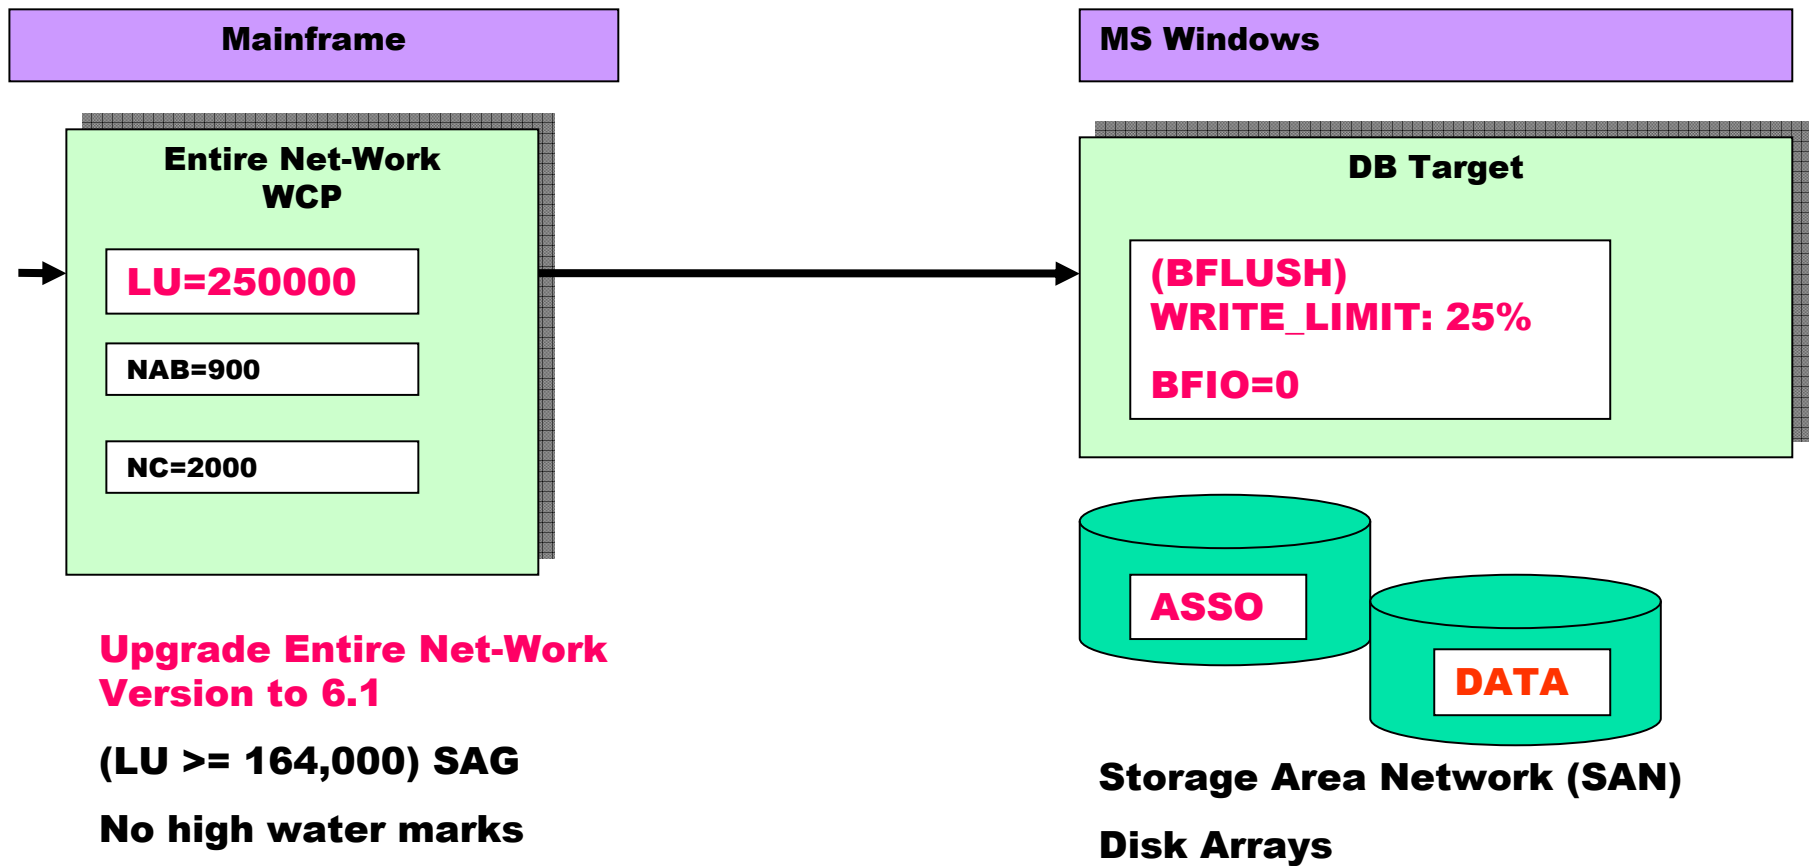 Mainframe
MS Windows
Entire Net-Work
WCP
LU=250000
NAB=900
NC=2000
Upgrade Entire Net-Work
Version to 6.1
(LU >= 164,000) SAG
No high water marks
DB Target
(BFLUSH)
WRITE_LIMIT: 25%
BFIO=0
ASSO
DATA
Storage Area Network (SAN)
Disk Arrays